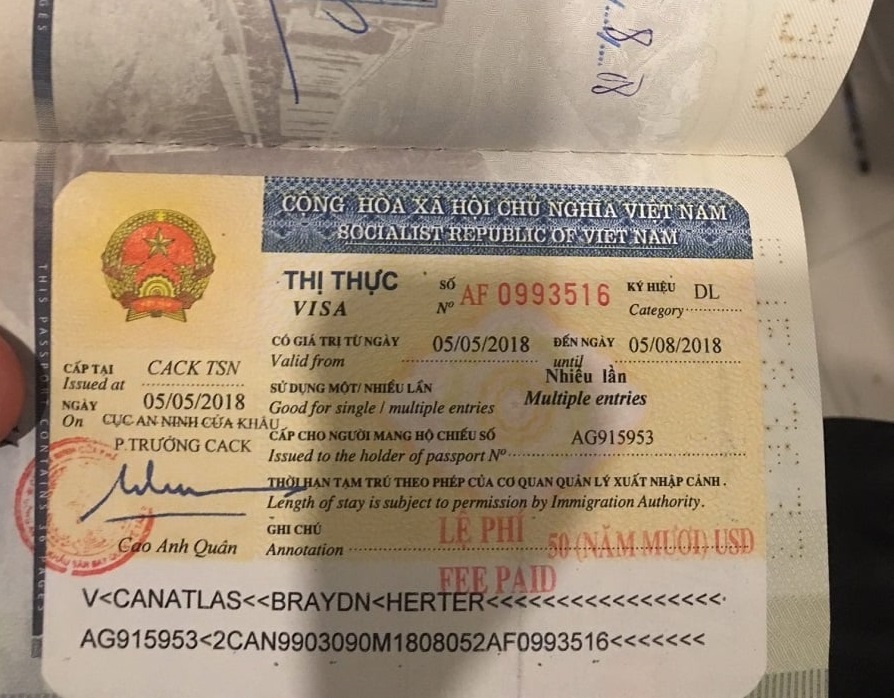 CỘNG HÒA XÃ HỘI CHỦ NGHĨA VIỆT NAM
SOCIALIST REPUBLIC OF VIET NAM
THỊ THỰC
VISA
SỐ
Nº AF 0993516
KÝ HIỆU
Category DL
CÓ GIÁ TRỊ TỪ NGÀY
Valid from 05/05/2018
ĐẾN NGÀY
until 05/08/2018
CẤP TẠI
Issued at CACK TSN
NGÀY
On 05/05/2018
SỬ DỤNG MỘT/ NHIỀU LẦN
Good for single / multiple entries
Nhiều lần
Multiple entries
CỤC AN NINH CỬA KHẨU
P.TRƯỞNG CACK
Cao Anh Quân
CẤP CHO NGƯỜI MANG HỘ CHIẾU SỐ
Issued to the holder of passport Nº AG915953
THỜI HẠN TẠM TRÚ THEO PHÉP CỦA CƠ QUAN QUẢN LÝ XUẤT NHẬP CẢNH .
Length of stay is subject to permission by Immigration Authority.
GHI CHÚ
Annotation
LỆ PHÍ 50 (NĂM MƯƠI) USD
FEE PAID
V<CANATLAS<<BRAYDN<HERTER<<<<<<<<<<<<<<<<<<
AG915953<2CAN9903090M1808052AF0993516<<<<<<<
THIS PASSPORT CONTAINS 36 PAGES